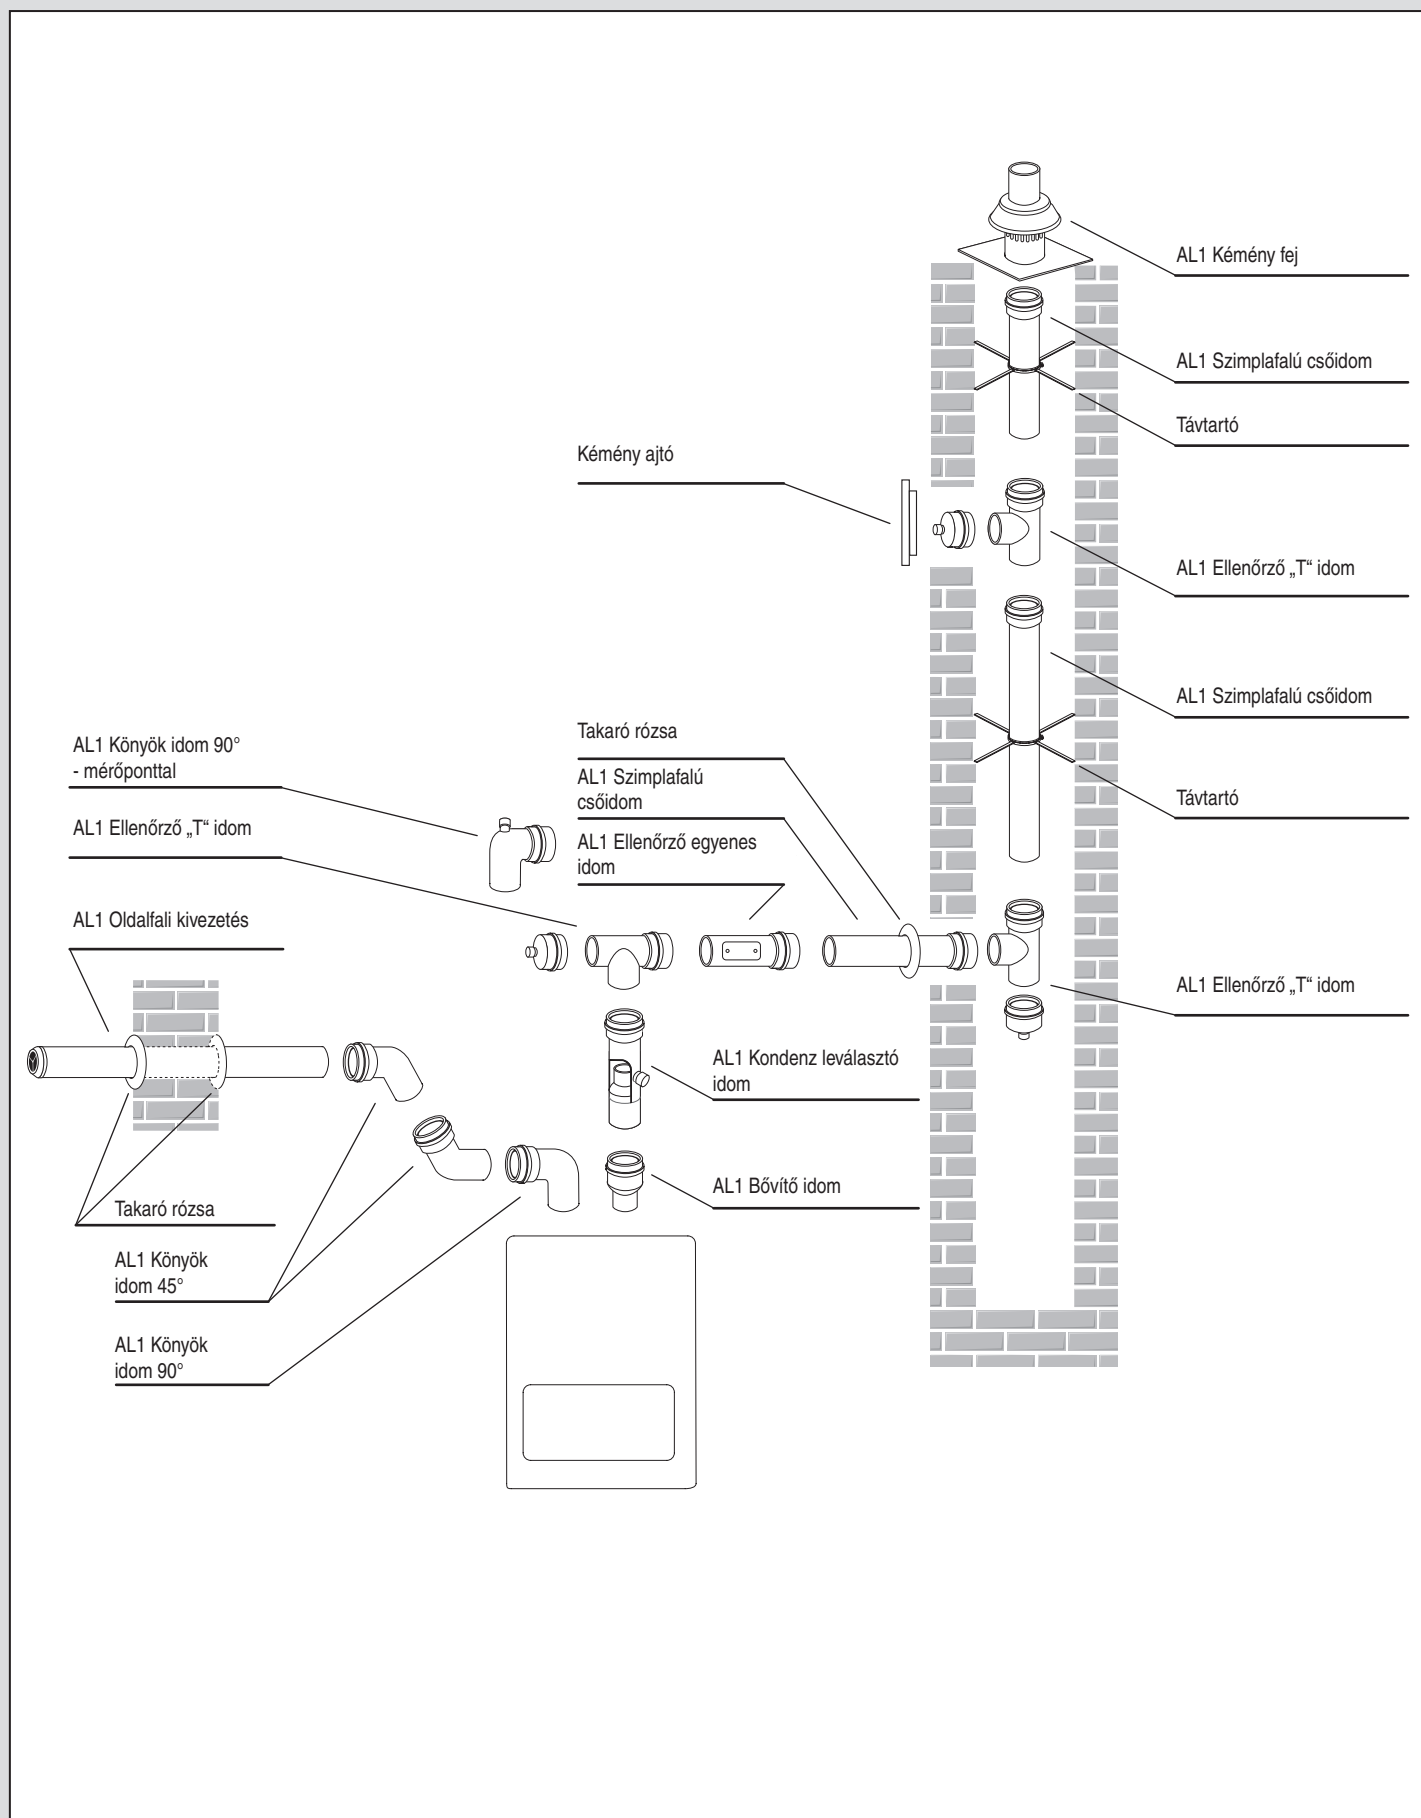 AL1 Kémény fej
AL1 Szimplafalú csőidom
Távtartó
Kémény ajtó
AL1 Ellenőrző „T“ idom
AL1 Szimplafalú csőidom
Távtartó
AL1 Könyök idom 90°
- mérőponttal
AL1 Ellenőrző „T“ idom
AL1 Oldalfali kivezetés
Takaró rózsa
AL1 Szimplafalú
csőidom
AL1 Ellenőrző egyenes
idom
AL1 Ellenőrző „T“ idom
AL1 Kondenz leválasztó
idom
AL1 Bővítő idom
Takaró rózsa
AL1 Könyök
idom 45°
AL1 Könyök
idom 90°